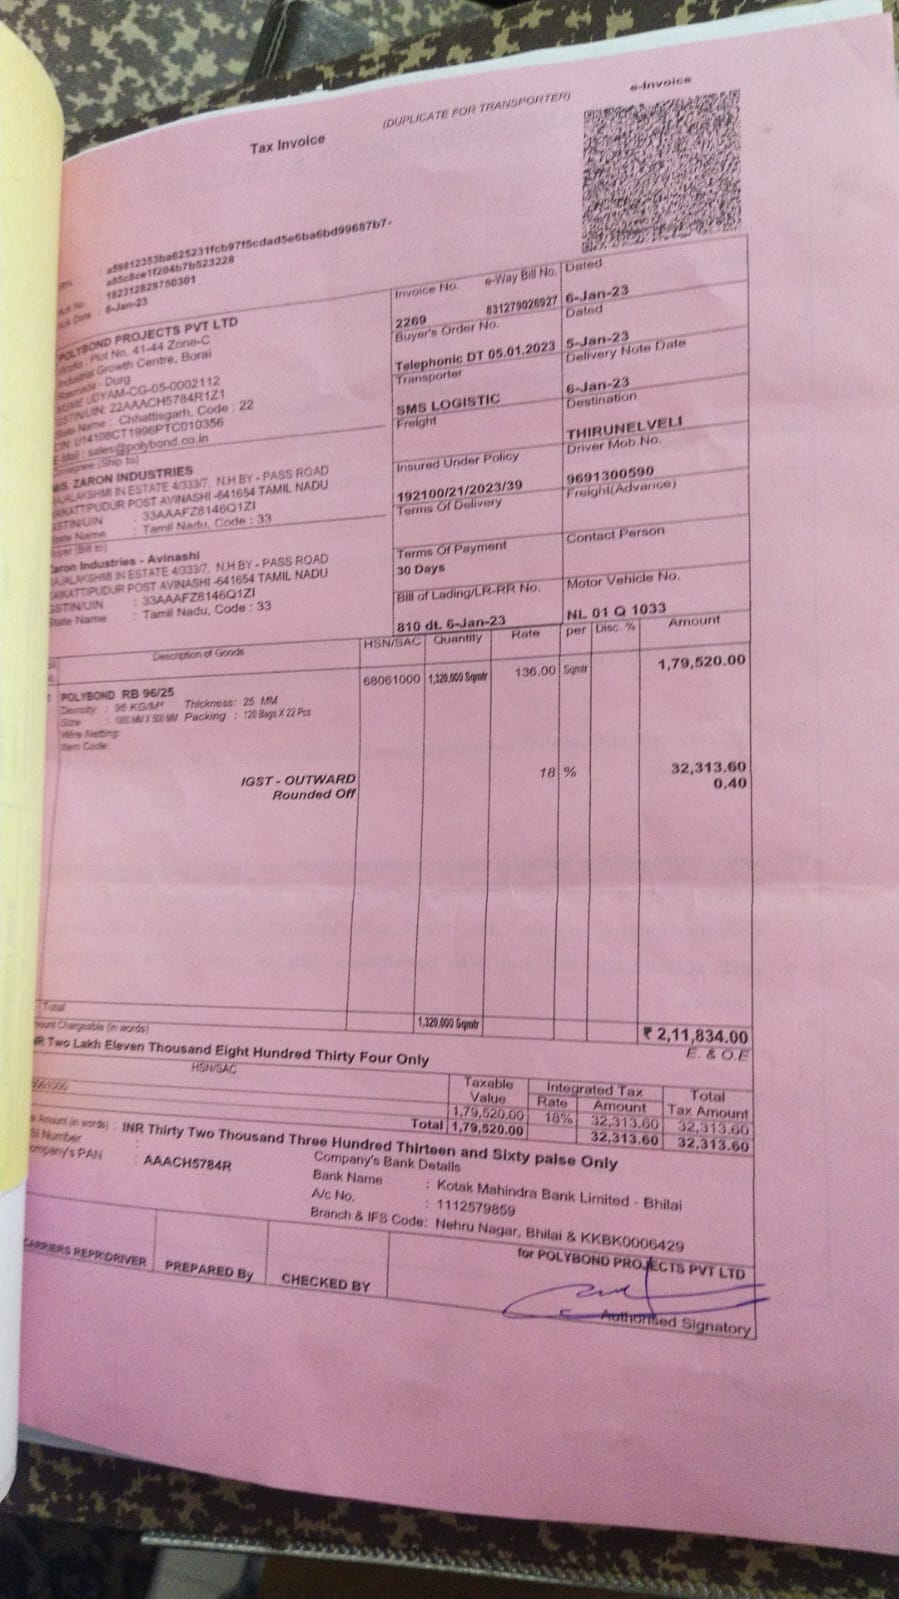 Tax Invoice
(DUPLICATE FOR TRANSPORTER)
e-Invoice
a59812353ba625231fcb97f5cdad5e6ba6bd99687b7-
a85c8ce1f204b7b523228
Ack No. : 182312829750301
Ack Date : 6-Jan-23
POLYBOND PROJECTS PVT LTD
Works : Plot No. 41-44 Zone-C
Industrial Growth Centre, Borai
Rasmada - Durg
MSME UDYAM-CG-05-0002112
GSTIN/UIN: 22AAACH5784R1Z1
State Name : Chhattisgarh, Code : 22
CIN: U14108CT1996PTC010356
E-Mail : sales@polybond.co.in
Consignee (Ship to)
MS. ZARON INDUSTRIES
RAJALAKSHMI IN ESTATE 4/333/7, N.H BY - PASS ROAD
POST AVINASHI -641654 TAMIL NADU
GSTIN/UIN : 33AAAFZ8146Q1ZI
State Name : Tamil Nadu, Code : 33
Buyer (Bill to)
Zaron Industries - Avinashi
RAJALAKSHMI IN ESTATE 4/333/7, N.H BY - PASS ROAD
POST AVINASHI -641654 TAMIL NADU
GSTIN/UIN : 33AAAFZ8146Q1ZI
State Name : Tamil Nadu, Code : 33
Invoice No. e-Way Bill No. Dated
2269 831279026927 6-Jan-23
Buyer's Order No. Dated
Telephonic DT 05.01.2023 5-Jan-23
Transporter Delivery Note Date
SMS LOGISTIC 6-Jan-23
Freight Destination
THIRUNELVELI
Insured Under Policy Driver Mob.No.
192100/21/2023/39 9691300590
Terms Of Delivery Freight(Advance)
Terms Of Payment Contact Person
30 Days
Bill of Lading/LR-RR No. Motor Vehicle No.
810 dt. 6-Jan-23 NL 01 Q 1033
Description of Goods HSN/SAC Quantity Rate per Disc. % Amount
POLYBOND RB 96/25 68061000 1,320.000 Sqmtr 136.00 Sqmtr 1,79,520.00
Density : 96 KG/M³ Thickness: 25 MM
Size : 1000 MM X 500 MM Packing : 120 Bags X 22 Pcs
Wire Netting:
Item Code:
IGST - OUTWARD 18 % 32,313.60
Rounded Off 0.40
Total 1,320.000 Sqmtr ₹ 2,11,834.00
Amount Chargeable (in words) E. & O.E
INR Two Lakh Eleven Thousand Eight Hundred Thirty Four Only
HSN/SAC Taxable Value Integrated Tax Total
Rate Amount Tax Amount
68061000 1,79,520.00 18% 32,313.60 32,313.60
Total 1,79,520.00 32,313.60 32,313.60
Tax Amount (in words) : INR Thirty Two Thousand Three Hundred Thirteen and Sixty paise Only
Company's PAN : AAACH5784R
Company's Bank Details
Bank Name : Kotak Mahindra Bank Limited - Bhilai
A/c No. : 1112579859
Branch & IFS Code: Nehru Nagar, Bhilai & KKBK0006429
for POLYBOND PROJECTS PVT LTD
CARRIERS REPR/DRIVER PREPARED By CHECKED BY
Authorised Signatory